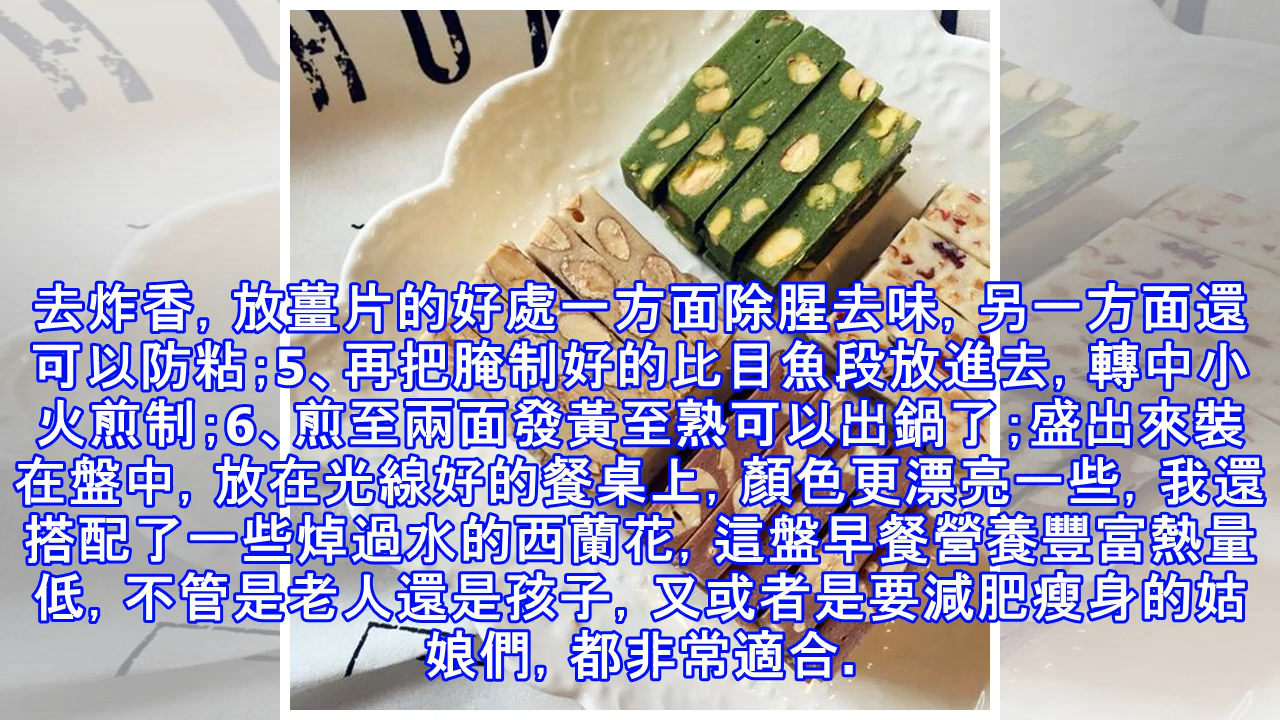 HUM
去炸香, 放薑片的好處一方面除腥去味, 另一方面還
可以防粘;5、再把腌制好的比目魚段放進去, 轉中小
火煎制;6、煎至兩面發黃至熟可以出鍋了;盛出來裝
在盤中, 放在光線好的餐桌上, 顏色更漂亮一些, 我還
搭配了一些焯過水的西蘭花, 這盤早餐營養豐富熱量
低, 不管是老人還是孩子, 又或者是要減肥瘦身的姑
娘們, 都非常適合.